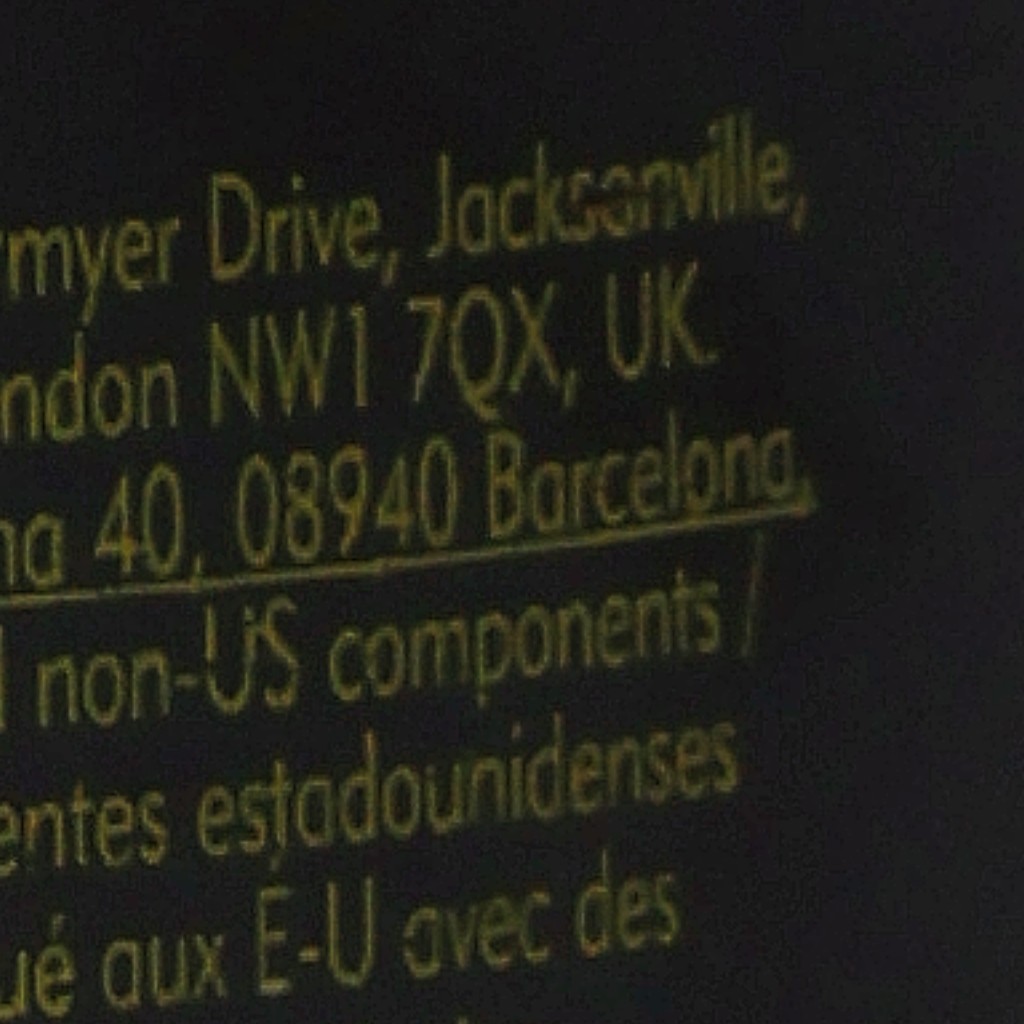 myer Drive, Jacksonville,
ndon NW1 7QX, UK.
na 40, 08940 Barcelona,
non-US components /
entes estadounidenses
ué aux É-U avec des